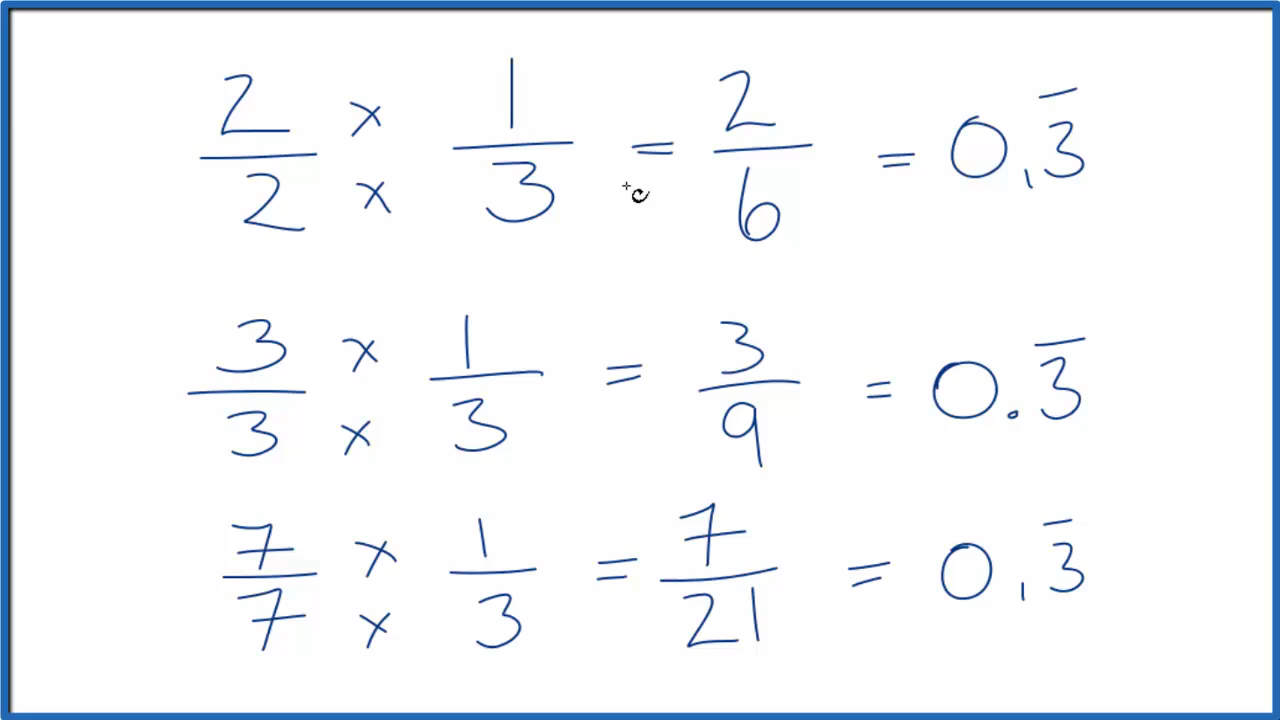 2/2 × 1/3 = 2/6 = 0,3̅
3/3 × 1/3 = 3/9 = 0.3̅
7/7 × 1/3 = 7/21 = 0,3̅